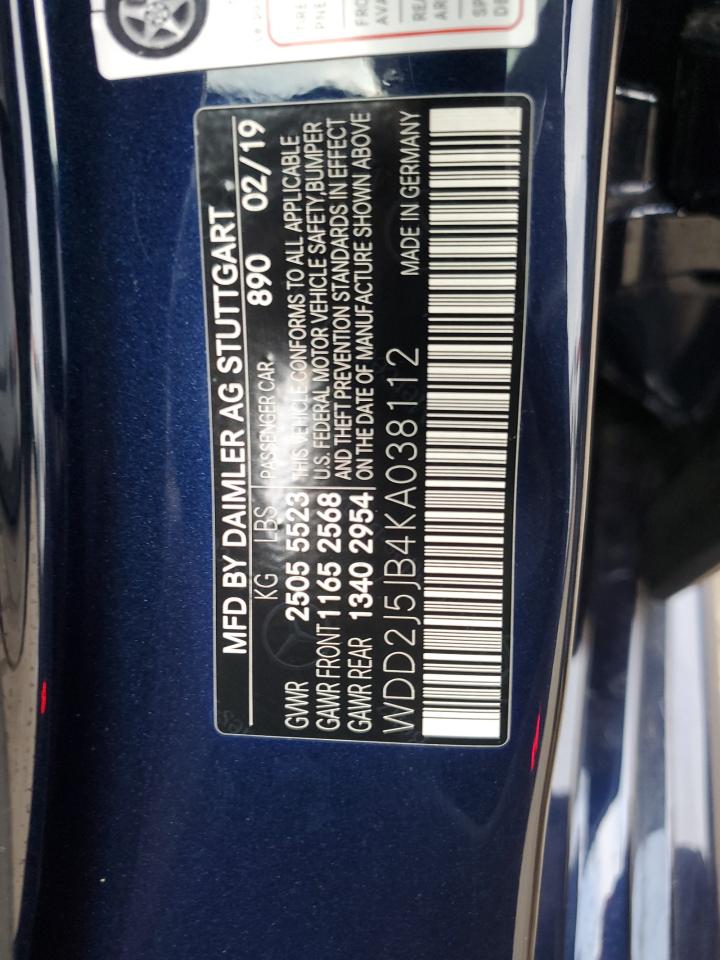 MFD BY DAIMLER AG STUTTGART
890 02/19
KG LBS PASSENGER CAR
GVWR 2505 5523 THIS VEHICLE CONFORMS TO ALL APPLICABLE
GAWR FRONT 1165 2568 U.S. FEDERAL MOTOR VEHICLE SAFETY,BUMPER
AND THEFT PREVENTION STANDARDS IN EFFECT
GAWR REAR 1340 2954 ON THE DATE OF MANUFACTURE SHOWN ABOVE
WDD2J5JB4KA038112 MADE IN GERMANY